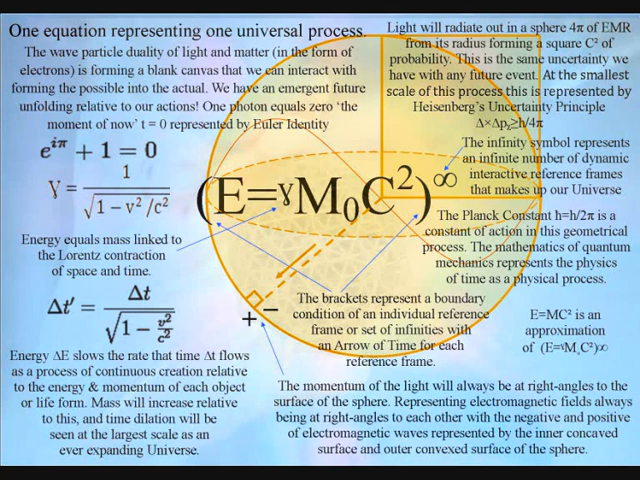 One equation representing one universal process.
The wave particle duality of light and matter (in the form of
electrons) is forming a blank canvas that we can interact with
forming the possible into the actual. We have an emergent future
unfolding relative to our actions! One photon equals zero ‘the
moment of now’ t = 0 represented by Euler Identity
e^{iπ} + 1 = 0
γ = 1 / √(1 – v² /c²)
Energy equals mass linked to
the Lorentz contraction
of space and time.
Δt' = Δt / √(1 – v²/c²)
Energy ΔE slows the rate that time Δt flows
as a process of continuous creation relative
to the energy & momentum of each object
or life form. Mass will increase relative
to this, and time dilation will be
seen at the largest scale as an
ever expanding Universe.
Light will radiate out in a sphere 4π of EMR
from its radius forming a square C² of
probability. This is the same uncertainty we
have with any future event. At the smallest
scale of this process this is represented by
Heisenberg’s Uncertainty Principle
Δ×Δpₓ≥h/4π
The infinity symbol represents
an infinite number of dynamic
interactive reference frames
that makes up our Universe
(E=γM₀C²)^∞
The Planck Constant h=h/2π is a
constant of action in this geometrical
process. The mathematics of quantum
mechanics represents the physics
of time as a physical process.
The brackets represent a boundary
condition of an individual reference
frame or set of infinities with
an Arrow of Time for each
reference frame.
E=MC² is an
approximation
of (E=γM₀C²)∞
+ –
The momentum of the light will always be at right-angles to the
surface of the sphere. Representing electromagnetic fields always
being at right-angles to each other with the negative and positive
of electromagnetic waves represented by the inner concaved
surface and outer convexed surface of the sphere.